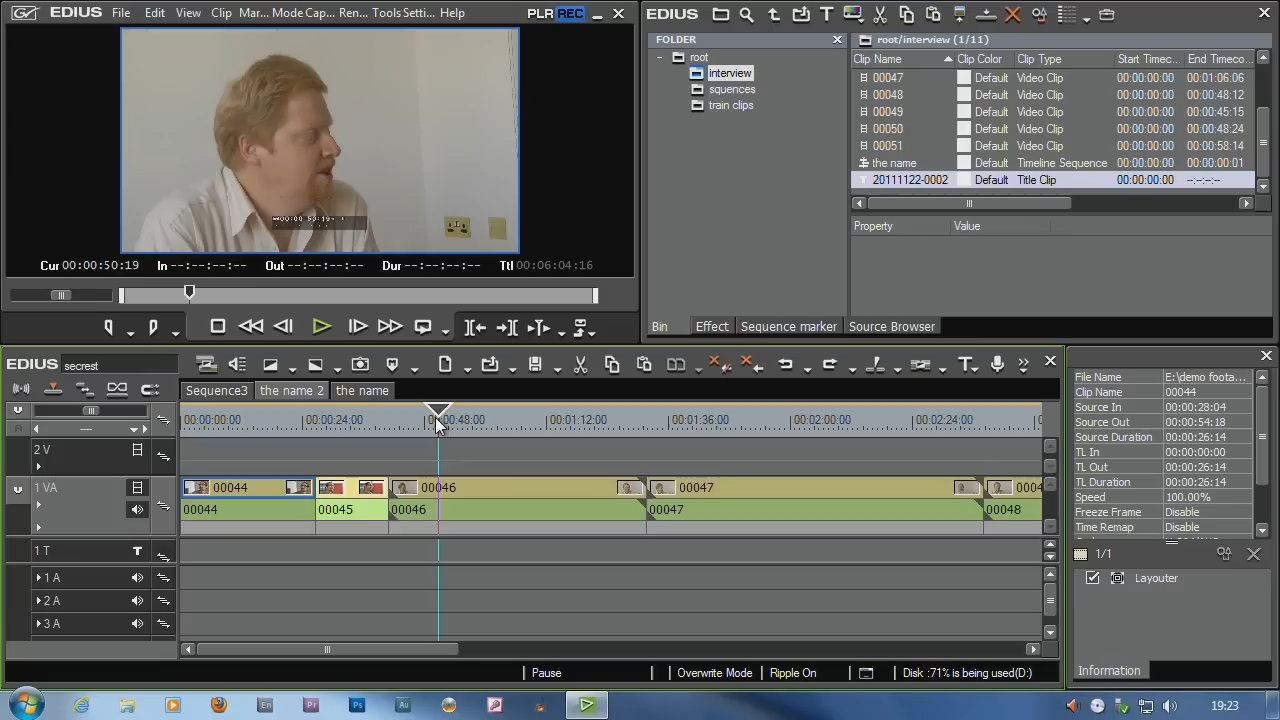 GV EDIUS File Edit View Clip Mar... Mode Cap... Ren... Tools Setti... Help PLR REC
Cur 00:00:50:19 In --:--:--:-- Out --:--:--:-- Dur --:--:--:-- Ttl 00:06:04:16
EDIUS
FOLDER
root
interview
squences
train clips
root/interview (1/11)
Clip Name Clip Color Clip Type Start Timec... End Timeco...
00047 Default Video Clip 00:00:00:00 00:01:06:06
00048 Default Video Clip 00:00:00:00 00:00:48:12
00049 Default Video Clip 00:00:00:00 00:00:45:15
00050 Default Video Clip 00:00:00:00 00:00:48:24
00051 Default Video Clip 00:00:00:00 00:00:58:14
the name Default Timeline Sequence 00:00:00:00 00:00:00:01
T 20111122-0002 Default Title Clip 00:00:00:00 --:--:--:--
Property Value
Bin Effect Sequence marker Source Browser
EDIUS secrest
Sequence3 the name 2 the name
00:00:00:00 00:00:24:00 00:00:48:00 00:01:12:00 00:01:36:00 00:02:00:00 00:02:24:00
2 V
1 VA 00044 00046 00047 0004
00044 00045 00046 00047 00048
1 T T
1 A
2 A
3 A
Pause Overwrite Mode Ripple On Disk :71% is being used(D:)
File Name E:\demo foota...
Clip Name 00044
Source In 00:00:28:04
Source Out 00:00:54:18
Source Duration 00:00:26:14
TL In 00:00:00:00
TL Out 00:00:26:14
TL Duration 00:00:26:14
Speed 100.00%
Freeze Frame Disable
Time Remap Disable
1/1
Layouter
Information
En Pr Ps Au
19:23